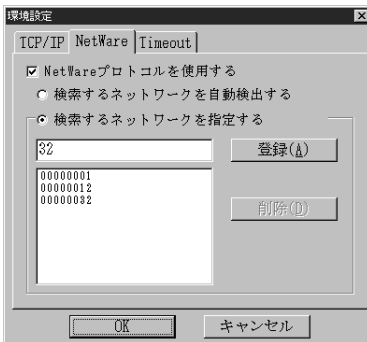 環境設定
TCP/IP NetWare Timeout
NetWareプロトコルを使用する
検索するネットワークを自動検出する
検索するネットワークを指定する
32 登録(A)
00000001
00000012
00000032
削除(D)
OK キャンセル